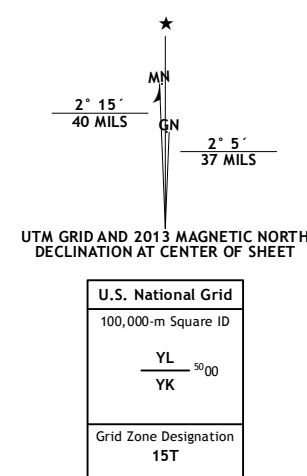 ★
MN
GN
2° 15´
40 MILS
2° 5´
37 MILS
UTM GRID AND 2013 MAGNETIC NORTH
DECLINATION AT CENTER OF SHEET
U.S. National Grid
100,000-m Square ID
YL
5000
YK
Grid Zone Designation
15T